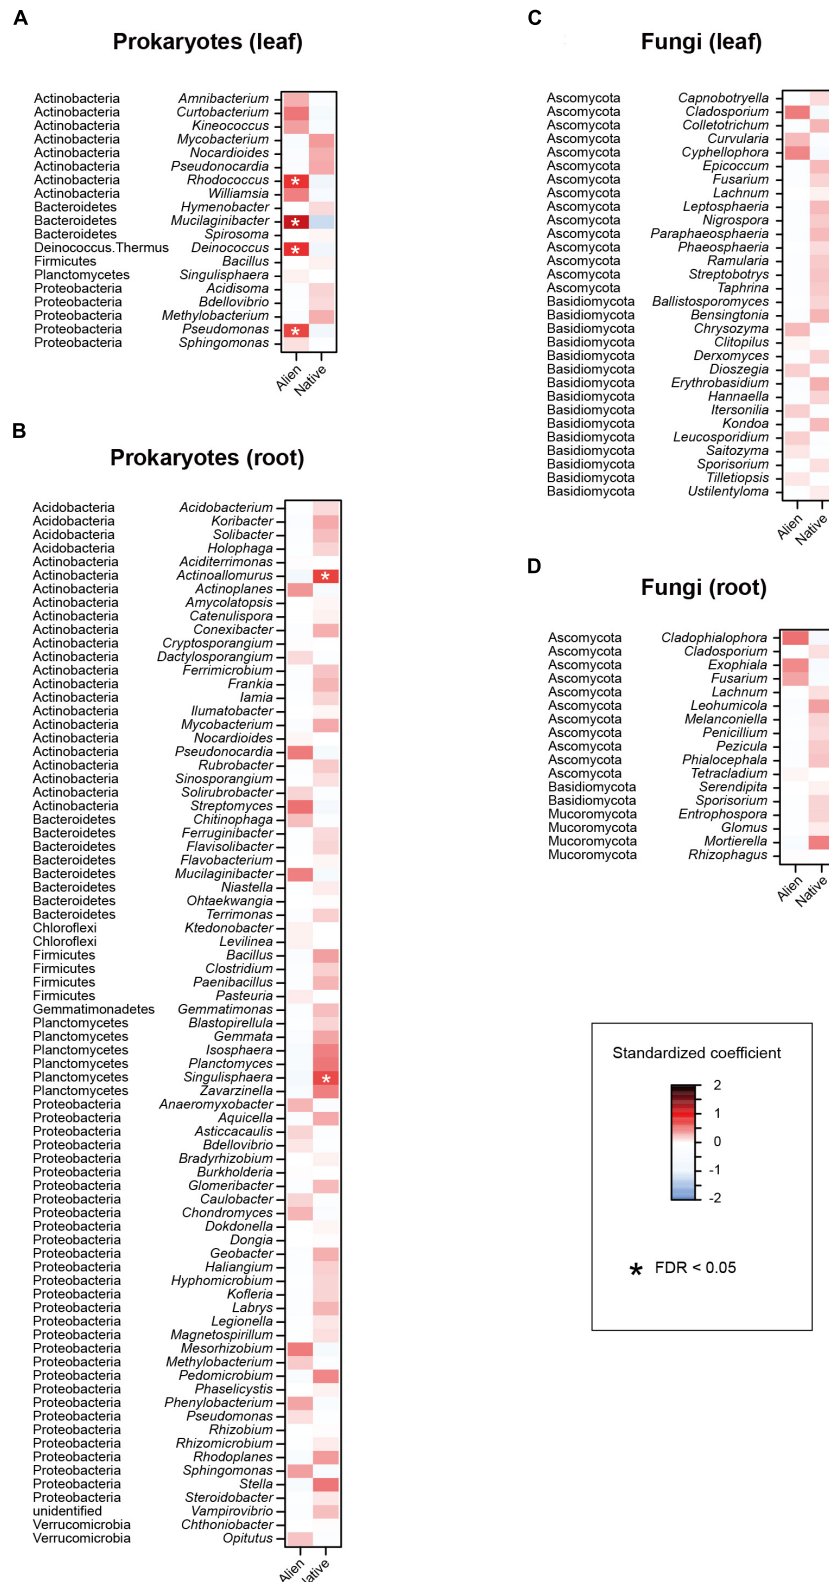 A
Prokaryotes (leaf)
Actinobacteria Amnibacterium
Actinobacteria Curtobacterium
Actinobacteria Kineococcus
Actinobacteria Mycobacterium
Actinobacteria Nocardioides
Actinobacteria Pseudonocardia
Actinobacteria Rhodococcus *
Actinobacteria Williamsia
Bacteroidetes Hymenobacter
Bacteroidetes Mucilaginibacter *
Bacteroidetes Spirosoma
Deinococcus.Thermus Deinococcus *
Firmicutes Bacillus
Planctomycetes Singulisphaera
Proteobacteria Acidisoma
Proteobacteria Bdellovibrio
Proteobacteria Methylobacterium
Proteobacteria Pseudomonas *
Proteobacteria Sphingomonas
Alien Native
B
Prokaryotes (root)
Acidobacteria Acidobacterium
Acidobacteria Koribacter
Acidobacteria Solibacter
Acidobacteria Holophaga
Actinobacteria Aciditerrimonas
Actinobacteria Actinoallomurus *
Actinobacteria Actinoplanes
Actinobacteria Amycolatopsis
Actinobacteria Catenulispora
Actinobacteria Conexibacter
Actinobacteria Cryptosporangium
Actinobacteria Dactylosporangium
Actinobacteria Ferrimicrobium
Actinobacteria Frankia
Actinobacteria Iamia
Actinobacteria Ilumatobacter
Actinobacteria Mycobacterium
Actinobacteria Nocardioides
Actinobacteria Pseudonocardia
Actinobacteria Rubrobacter
Actinobacteria Sinosporangium
Actinobacteria Solirubrobacter
Actinobacteria Streptomyces
Bacteroidetes Chitinophaga
Bacteroidetes Ferruginibacter
Bacteroidetes Flavisolibacter
Bacteroidetes Flavobacterium
Bacteroidetes Mucilaginibacter
Bacteroidetes Niastella
Bacteroidetes Ohtaekwangia
Bacteroidetes Terrimonas
Chloroflexi Ktedonobacter
Chloroflexi Levilinea
Firmicutes Bacillus
Firmicutes Clostridium
Firmicutes Paenibacillus
Firmicutes Pasteuria
Gemmatimonadetes Gemmatimonas
Planctomycetes Blastopirellula
Planctomycetes Gemmata
Planctomycetes Isosphaera
Planctomycetes Planctomyces
Planctomycetes Singulisphaera *
Planctomycetes Zavarzinella
Proteobacteria Anaeromyxobacter
Proteobacteria Aquicella
Proteobacteria Asticcacaulis
Proteobacteria Bdellovibrio
Proteobacteria Bradyrhizobium
Proteobacteria Burkholderia
Proteobacteria Glomeribacter
Proteobacteria Caulobacter
Proteobacteria Chondromyces
Proteobacteria Dokdonella
Proteobacteria Dongia
Proteobacteria Geobacter
Proteobacteria Haliangium
Proteobacteria Hyphomicrobium
Proteobacteria Kofleria
Proteobacteria Labrys
Proteobacteria Legionella
Proteobacteria Magnetospirillum
Proteobacteria Mesorhizobium
Proteobacteria Methylobacterium
Proteobacteria Pedomicrobium
Proteobacteria Phaselicystis
Proteobacteria Phenylobacterium
Proteobacteria Pseudomonas
Proteobacteria Rhizobium
Proteobacteria Rhizomicrobium
Proteobacteria Rhodoplanes
Proteobacteria Sphingomonas
Proteobacteria Stella
Proteobacteria Steroidobacter
unidentified Vampirovibrio
Verrucomicrobia Chthoniobacter
Verrucomicrobia Opitutus
Alien Native
C
Fungi (leaf)
Ascomycota Capnobotryella
Ascomycota Cladosporium
Ascomycota Colletotrichum
Ascomycota Curvularia
Ascomycota Cyphellophora
Ascomycota Epicoccum
Ascomycota Fusarium
Ascomycota Lachnum
Ascomycota Leptosphaeria
Ascomycota Nigrospora
Ascomycota Paraphaeosphaeria
Ascomycota Phaeosphaeria
Ascomycota Ramularia
Ascomycota Streptobotrys
Ascomycota Taphrina
Basidiomycota Ballistosporomyces
Basidiomycota Bensingtonia
Basidiomycota Chrysozyma
Basidiomycota Clitopilus
Basidiomycota Derxomyces
Basidiomycota Dioszegia
Basidiomycota Erythrobasidium
Basidiomycota Hannaella
Basidiomycota Itersonilia
Basidiomycota Kondoa
Basidiomycota Leucosporidium
Basidiomycota Saitozyma
Basidiomycota Sporisorium
Basidiomycota Tilletiopsis
Basidiomycota Ustilentyloma
Alien Native
D
Fungi (root)
Ascomycota Cladophialophora
Ascomycota Cladosporium
Ascomycota Exophiala
Ascomycota Fusarium
Ascomycota Lachnum
Ascomycota Leohumicola
Ascomycota Melanconiella
Ascomycota Penicillium
Ascomycota Pezicula
Ascomycota Phialocephala
Ascomycota Tetracladium
Basidiomycota Serendipita
Basidiomycota Sporisorium
Mucoromycota Entrophospora
Mucoromycota Glomus
Mucoromycota Mortierella
Mucoromycota Rhizophagus
Alien Native
Standardized coefficient
2
1
0
-1
-2
* FDR < 0.05